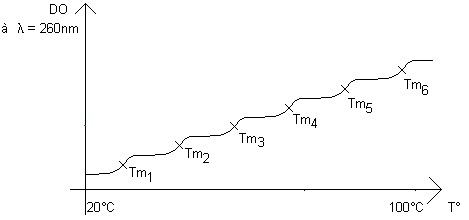 DO
à λ = 260nm
Tm6
Tm5
Tm4
Tm3
Tm2
Tm1
20°C
100°C
T°